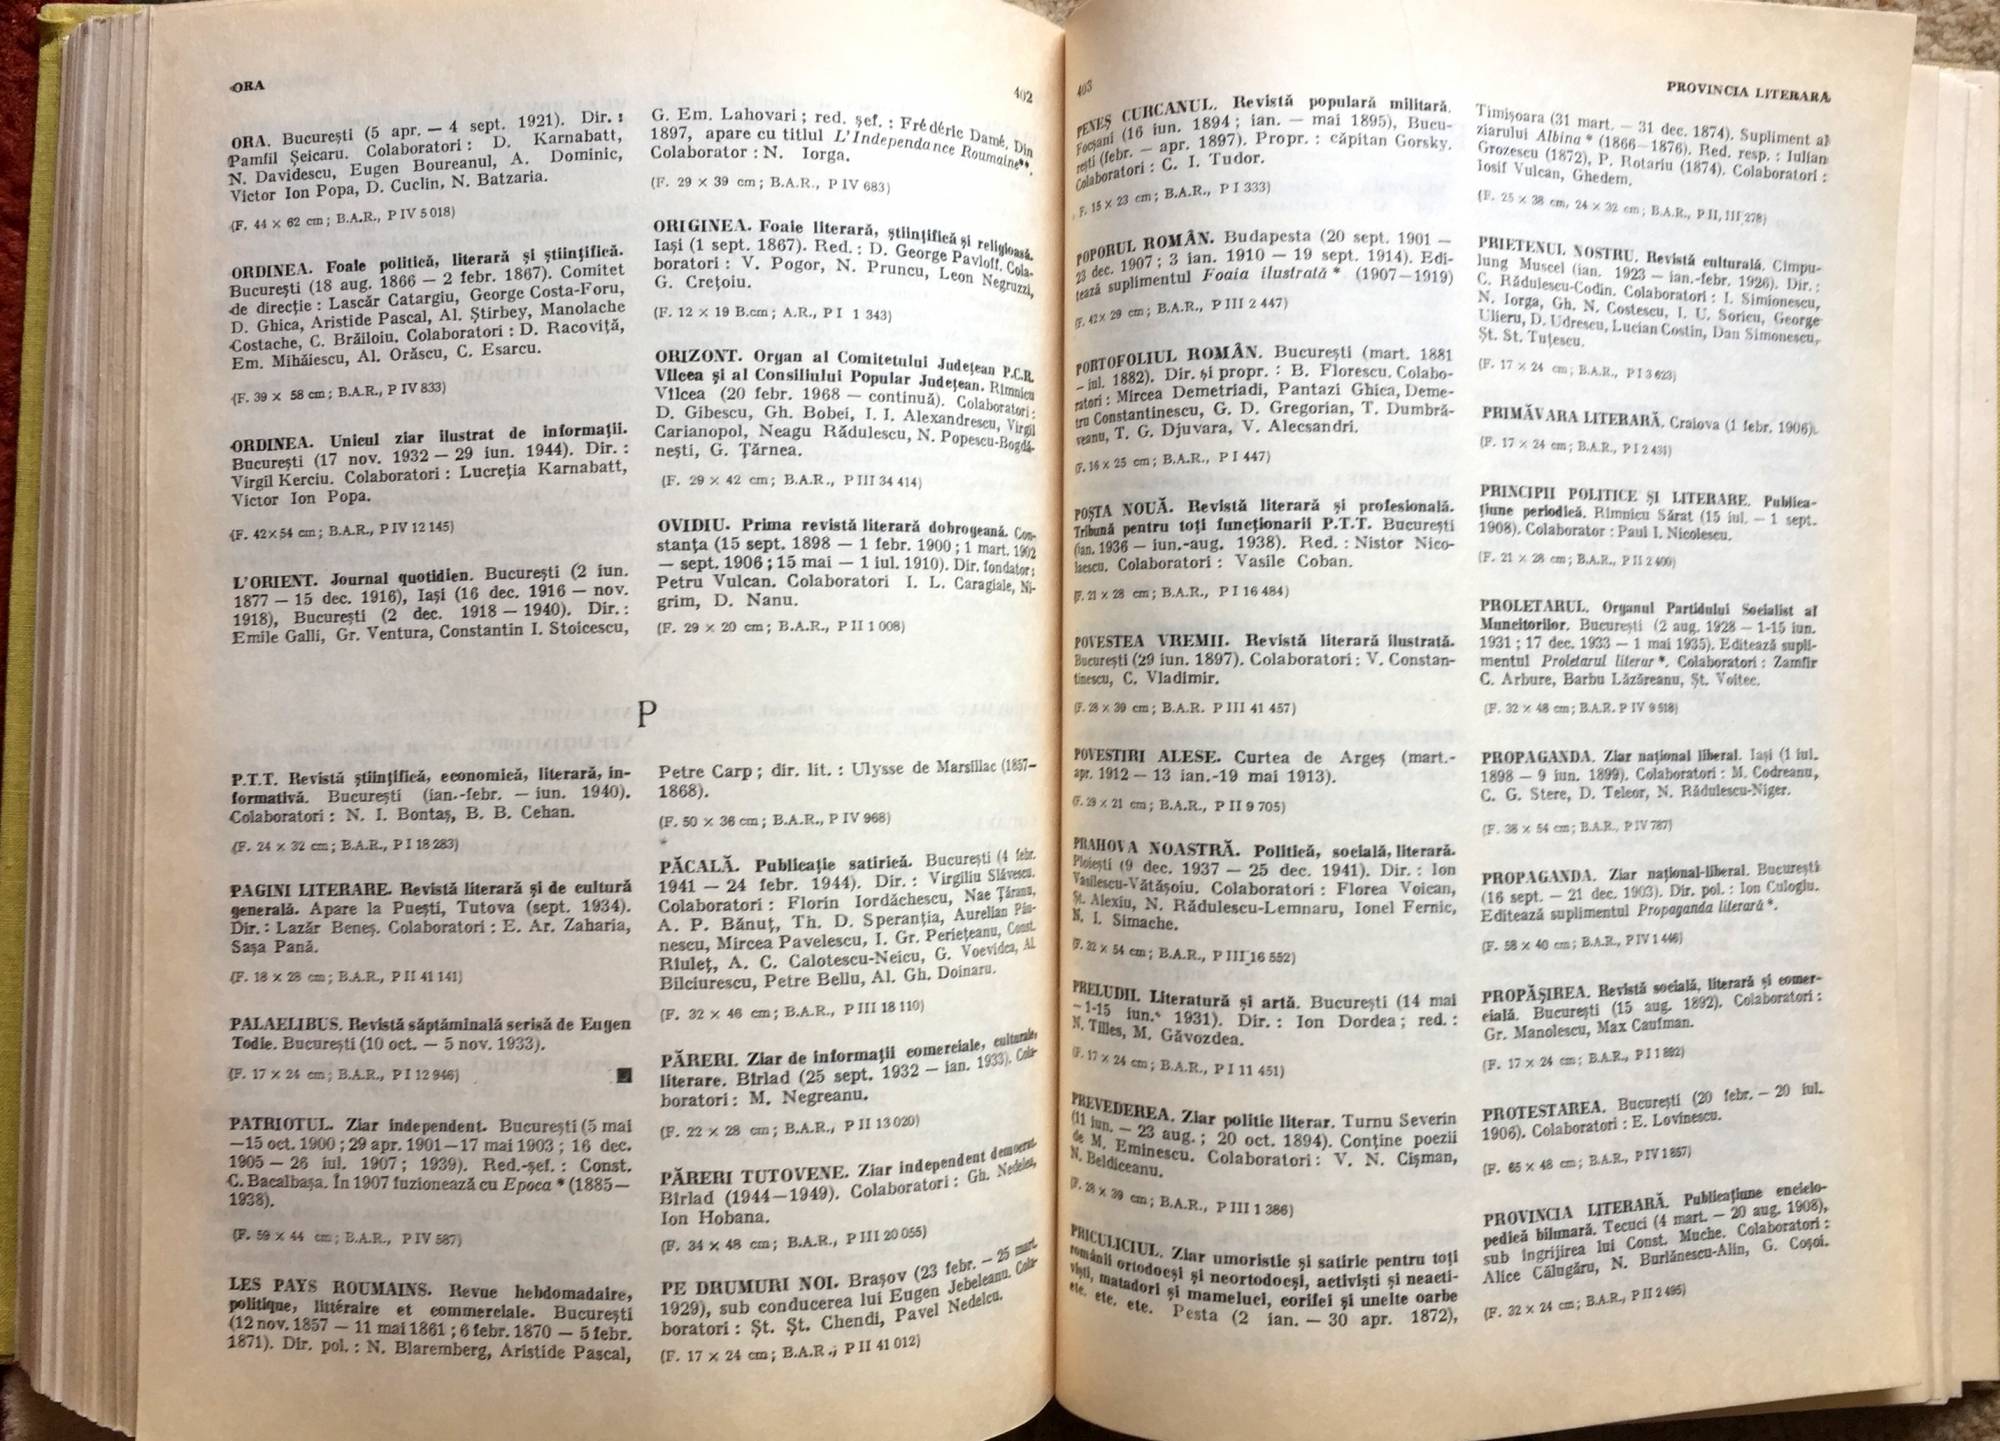 ORA
402
ORA. București (5 apr. — 4 sept. 1921). Dir. :
Pamfil Șeicaru. Colaboratori : D. Karnabatt,
N. Davidescu, Eugen Boureanul, A. Dominic,
Victor Ion Popa, D. Cuclin, N. Batzaria.
(F. 44 × 62 cm ; B.A.R., P IV 5 018)
ORDINEA. Foaie politică, literară și științifică.
București (18 aug. 1866 — 2 febr. 1867). Comitet
de direcție : Lascăr Catargiu, George Costa-Foru,
D. Ghica, Aristide Pascal, Al. Știrbey, Manolache
Costache, C. Brăiloiu. Colaboratori : D. Racoviță,
Em. Mihăiescu, Al. Orăscu, C. Esarcu.
(F. 39 × 58 cm ; B.A.R., P IV 833)
ORDINEA. Unicul ziar ilustrat de informații.
București (17 nov. 1932 — 29 iun. 1944). Dir. :
Virgil Kerciu. Colaboratori : Lucreția Karnabatt,
Victor Ion Popa.
(F. 42×54 cm ; B.A.R., P IV 12 145)
L'ORIENT. Journal quotidien. București (2 iun.
1877 — 15 dec. 1916), Iași (16 dec. 1916 — nov.
1918), București (2 dec. 1918 — 1940). Dir. :
Emile Galli, Gr. Ventura, Constantin I. Stoicescu,
G. Em. Lahovari ; red. șef. : Frédéric Damé. Din
1897, apare cu titlul L'Independance Roumaine*.
Colaborator : N. Iorga.
(F. 29 × 39 cm ; B.A.R., P IV 683)
ORIGINEA. Foaie literară, științifică și religioasă.
Iași (1 sept. 1867). Red. : D. George Pavloff. Cola-
boratori : V. Pogor, N. Pruncu, Leon Negruzzi,
G. Crețoiu.
(F. 12 × 19 B.cm ; A.R., P I 1 343)
ORIZONT. Organ al Comitetului Județean P.C.R.
Vîlcea și al Consiliului Popular Județean. Rîmnicu
Vîlcea (20 febr. 1968 — continuă). Colaboratori :
D. Gibescu, Gh. Bobei, I. I. Alexandrescu, Virgil
Carianopol, Neagu Rădulescu, N. Popescu-Bogdă-
nești, G. Țărnea.
(F. 29 × 42 cm ; B.A.R., P III 34 414)
OVIDIU. Prima revistă literară dobrogeană. Con-
stanța (15 sept. 1898 — 1 febr. 1900 ; 1 mart. 1902
— sept. 1906 ; 15 mai — 1 iul. 1910). Dir. fondator :
Petru Vulcan. Colaboratori I. L. Caragiale, Ni-
grim, D. Nanu.
(F. 29 × 20 cm ; B.A.R., P II 1 008)
P
P.T.T. Revistă științifică, economică, literară, in-
formativă. București (ian.-febr. — iun. 1940).
Colaboratori : N. I. Bontaș, B. B. Cehan.
(F. 24 × 32 cm ; B.A.R., P I 18 283)
PAGINI LITERARE. Revistă literară și de cultură
generală. Apare la Puești, Tutova (sept. 1934).
Dir. : Lazăr Beneș. Colaboratori : E. Ar. Zaharia,
Sașa Pană.
(F. 18 × 28 cm ; B.A.R., P II 41 141)
PALAELIBUS. Revistă săptămînală scrisă de Eugen
Todie. București (10 oct. — 5 nov. 1933).
(F. 17 × 24 cm ; B.A.R., P I 12 946)
PATRIOTUL. Ziar independent. București (5 mai
—15 oct. 1900 ; 29 apr. 1901—17 mai 1903 ; 16 dec.
1905 — 26 iul. 1907 ; 1939). Red.-șef. : Const.
C. Bacalbașa. În 1907 fuzionează cu Epoca * (1885—
1938).
(F. 59 × 44 cm ; B.A.R., P IV 587)
LES PAYS ROUMAINS. Revue hebdomadaire,
politique, littéraire et commerciale. București
(12 nov. 1857 — 11 mai 1861 ; 6 febr. 1870 — 5 febr.
1871). Dir. pol. : N. Blaremberg, Aristide Pascal,
Petre Carp ; dir. lit. : Ulysse de Marsillac (1857—
1868).
(F. 50 × 36 cm ; B.A.R., P IV 968)
PĂCALĂ. Publicație satirică. București (4 febr.
1941 — 24 febr. 1944). Dir. : Virgiliu Slăvescu.
Colaboratori : Florin Iordăchescu, Nae Țăranu,
A. P. Bănuț, Th. D. Speranția, Aurelian Pău-
nescu, Mircea Pavelescu, I. Gr. Periețeanu, Const.
Rîuleț, A. C. Calotescu-Neicu, G. Voevidca, Al.
Bilciurescu, Petre Bellu, Al. Gh. Doinaru.
(F. 32 × 46 cm ; B.A.R., P III 18 110)
PĂRERI. Ziar de informații comerciale, culturale,
literare. Bîrlad (25 sept. 1932 — ian. 1933). Cola-
boratori : M. Negreanu.
(F. 22 × 28 cm ; B.A.R., P II 13 020)
PĂRERI TUTOVENE. Ziar independent democrat.
Bîrlad (1944—1949). Colaboratori : Gh. Nedelea,
Ion Hobana.
(F. 34 × 48 cm ; B.A.R., P III 20 055)
PE DRUMURI NOI. Brașov (23 febr. — 25 mart.
1929), sub conducerea lui Eugen Jebeleanu. Cola-
boratori : Șt. Șt. Chendi, Pavel Nedelcu.
(F. 17 × 24 cm ; B.A.R ; P II 41 012)
403
PROVINCIA LITERARĂ
PENEȘ CURCANUL. Revistă populară militară.
Focșani (16 iun. 1894 ; ian. — mai 1895), Bucu-
rești (febr. — apr. 1897). Propr. : căpitan Gorsky.
Colaboratori : C. I. Tudor.
F. 15 × 23 cm ; B.A.R., P I 333)
POPORUL ROMÂN. Budapesta (20 sept. 1901 —
23 dec. 1907 ; 3 ian. 1910 — 19 sept. 1914). Edi-
tează suplimentul Foaia ilustrată * (1907—1919)
(F. 42× 29 cm ; B.A.R., P III 2 447)
PORTOFOLIUL ROMÂN. București (mart. 1881
— iul. 1882). Dir. și propr. : B. Florescu. Colabo-
ratori : Mircea Demetriadi, Pantazi Ghica, Deme-
tru Constantinescu, G. D. Gregorian, T. Dumbră-
veanu, T. G. Djuvara, V. Alecsandri.
(F. 16 × 25 cm ; B.A.R., P I 447)
POȘTA NOUĂ. Revistă literară și profesională.
Tribună pentru toți funcționarii P.T.T. București
(ian. 1936 — iun.-aug. 1938). Red. : Nistor Nico-
laescu. Colaboratori : Vasile Coban.
(F. 21 × 28 cm ; B.A.R., P I 16 484)
POVESTEA VREMII. Revistă literară ilustrată.
București (29 iun. 1897). Colaboratori : V. Constan-
tinescu, C. Vladimir.
(F. 28 × 39 cm ; B.A.R. P III 41 457)
POVESTIRI ALESE. Curtea de Argeș (mart.-
apr. 1912 — 13 ian.-19 mai 1913).
(F. 29 × 21 cm ; B.A.R., P II 9 705)
PRAHOVA NOASTRĂ. Politică, socială, literară.
Ploiești (9 dec. 1937 — 25 dec. 1941). Dir. : Ion
Vasilescu-Vătășoiu. Colaboratori : Florea Voican,
Șt. Alexiu, N. Rădulescu-Lemnaru, Ionel Fernic,
N. I. Simache.
(F. 32 × 54 cm ; B.A.R., P III 16 552)
PRELUDII. Literatură și artă. București (14 mai
— 1-15 iun. 1931). Dir. : Ion Dordea ; red. :
N. Tilles, M. Găvozdea.
(F. 17 × 24 cm ; B.A.R., P I 11 451)
PREVEDEREA. Ziar politic literar. Turnu Severin
(11 iun. — 23 aug. ; 20 oct. 1894). Conține poezii
de M. Eminescu. Colaboratori : V. N. Cișman,
N. Beldiceanu.
(F. 28 × 39 cm ; B.A.R., P III 1 386)
PRICULICIUL. Ziar umoristic și satiric pentru toți
românii ortodocși și neortodocși, activiști și neacti-
viști, matadori și mameluci, corifei și unelte oarbe
etc. etc. etc. Pesta (2 ian. — 30 apr. 1872),
Timișoara (31 mart. — 31 dec. 1874). Supliment al
ziarului Albina * (1866—1876). Red. resp. : Iulian
Grozescu (1872), P. Rotariu (1874). Colaboratori :
Iosif Vulcan, Ghedem.
(F. 25 × 38 cm, 24 × 32 cm ; B.A.R., P II, III 278)
PRIETENUL NOSTRU. Revistă culturală. Cîmpu-
lung Muscel (ian. 1923 — ian.-febr. 1926). Dir. :
C. Rădulescu-Codin. Colaboratori : I. Simionescu,
N. Iorga, Gh. N. Costescu, I. U. Soricu, George
Ulieru, D. Udrescu, Lucian Costin, Dan Simonescu,
Șt. St. Tuțescu.
(F. 17 × 24 cm ; B.A.R., P I 3 623)
PRIMĂVARA LITERARĂ. Craiova (1 febr. 1906).
(F. 17 × 24 cm ; B.A.R., P I 2 431)
PRINCIPII POLITICE ȘI LITERARE. Publica-
țiune periodică. Rîmnicu Sărat (15 iul. — 1 sept.
1908). Colaborator : Paul I. Nicolescu.
(F. 21 × 28 cm ; B.A.R., P II 2 400)
PROLETARUL. Organul Partidului Socialist al
Muncitorilor. București (2 aug. 1928 — 1-15 iun.
1931 ; 17 dec. 1933 — 1 mai 1935). Editează supli-
mentul Proletarul literar *. Colaboratori : Zamfir
C. Arbure, Barbu Lăzăreanu, Șt. Voitec.
(F. 32 × 48 cm ; B.A.R. P IV 9 518)
PROPAGANDA. Ziar național liberal. Iași (1 iul.
1898 — 9 iun. 1899). Colaboratori : M. Codreanu,
C. G. Stere, D. Teleor, N. Rădulescu-Niger.
(F. 38 × 54 cm ; B.A.R., P IV 787)
PROPAGANDA. Ziar național-liberal. București
(16 sept. — 21 dec. 1903). Dir. pol. : Ion Culoglu.
Editează suplimentul Propaganda literară *.
(F. 58 × 40 cm ; B.A.R., P IV 1 446)
PROPĂȘIREA. Revistă socială, literară și comer-
cială. București (15 aug. 1892). Colaboratori :
Gr. Manolescu, Max Caufman.
(F. 17 × 24 cm ; B.A.R., P I 1 892)
PROTESTAREA. București (20 febr. — 20 iul.
1906). Colaboratori : E. Lovinescu.
(F. 65 × 48 cm ; B.A.R., P IV 1 857)
PROVINCIA LITERARĂ. Publicațiune enciclo-
pedică bilunară. Tecuci (4 mart. — 20 aug. 1908),
sub îngrijirea lui Const. Muche. Colaboratori :
Alice Călugăru, N. Burlănescu-Alin, G. Coșoi.
(F. 32 × 24 cm ; B.A.R., P II 2 495)